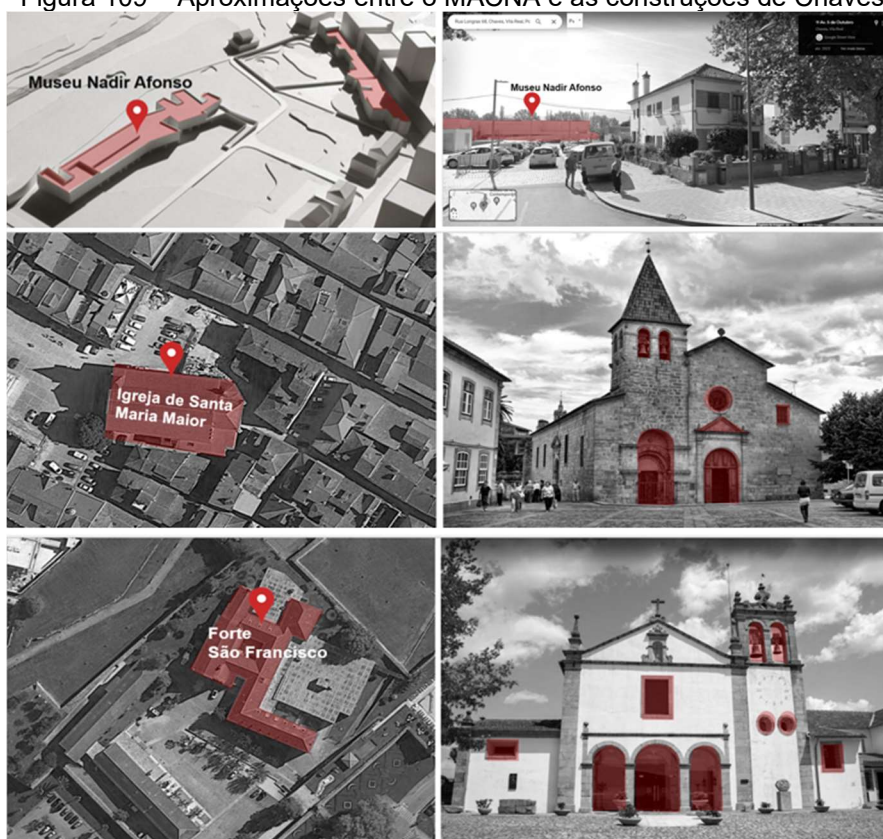 Figura 109 – Aproximações entre o MACNA e as construções de Chaves
Museu Nadir Afonso
Museu Nadir Afonso
Igreja de Santa
Maria Maior
Forte
São Francisco